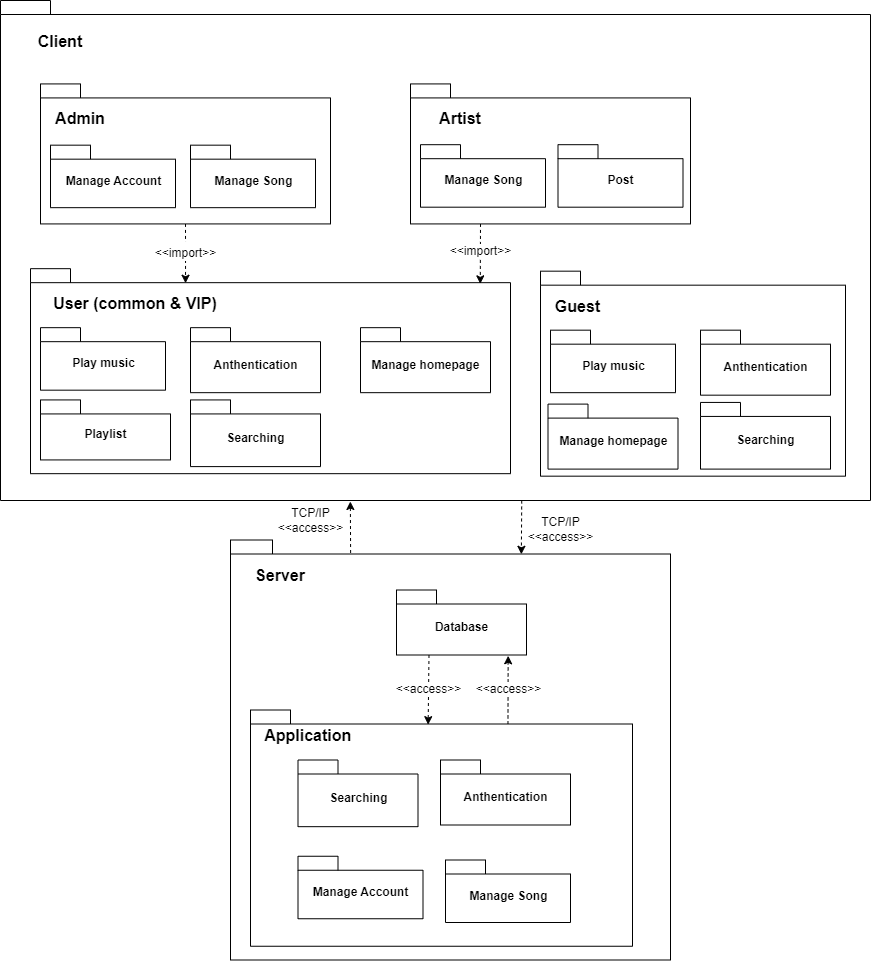 Client
Admin
Manage Account
Manage Song
Artist
Manage Song
Post
<<import>>
<<import>>
User (common & VIP)
Play music
Anthentication
Manage homepage
Playlist
Searching
Guest
Play music
Authentication
Manage homepage
Searching
TCP/IP
<<access>>
TCP/IP
<<access>>
Server
Database
<<access>>
<<access>>
Application
Searching
Anthentication
Manage Account
Manage Song